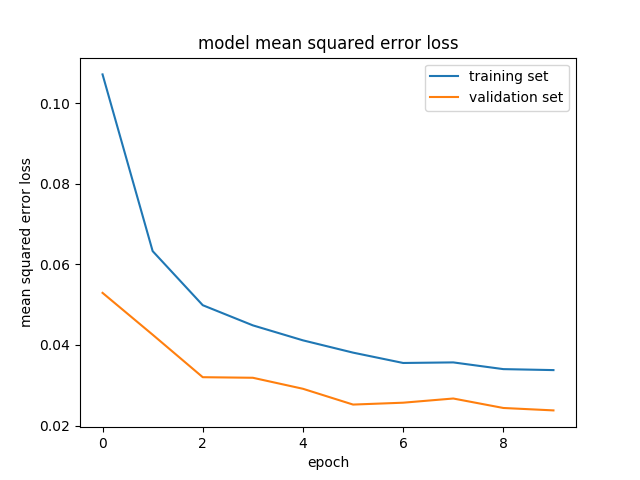 model mean squared error loss
training set
validation set
0.10
0.08
0.06
0.04
0.02
mean squared error loss
0
2
4
6
8
epoch